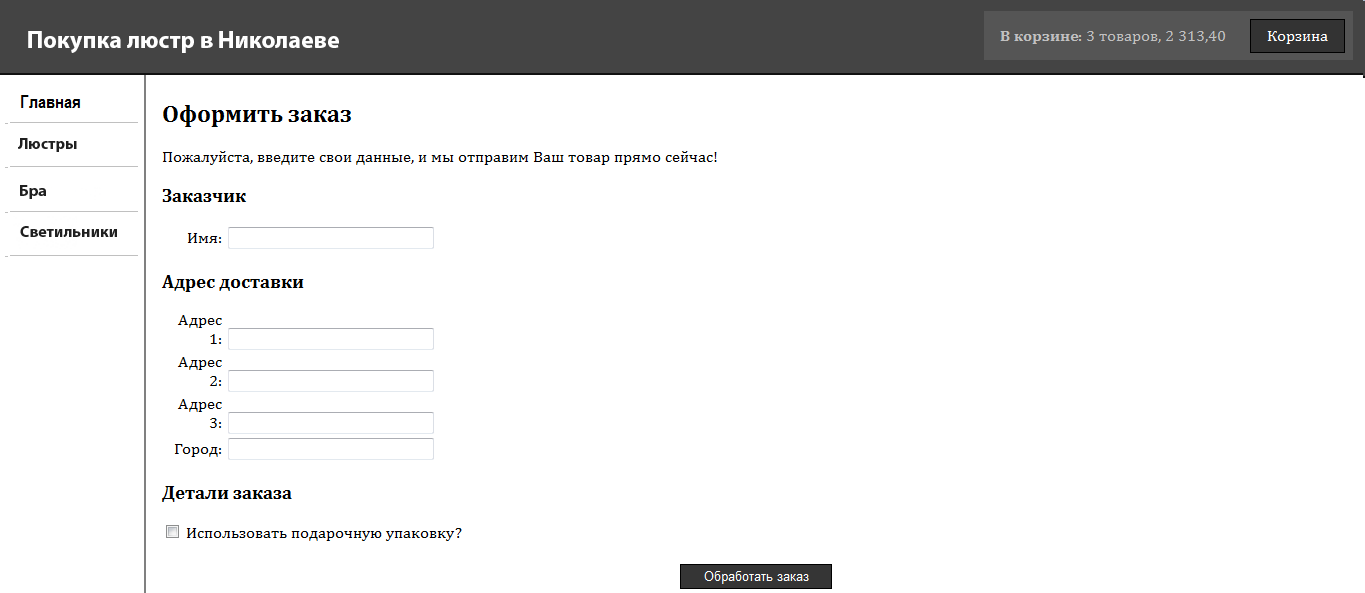 Покупка люстр в Николаеве
В корзине: 3 товаров, 2 313,40
Корзина
Главная
Люстры
Бра
Светильники
Оформить заказ
Пожалуйста, введите свои данные, и мы отправим Ваш товар прямо сейчас!
Заказчик
Имя:
Адрес доставки
Адрес
1:
Адрес
2:
Адрес
3:
Город:
Детали заказа
Использовать подарочную упаковку?
Обработать заказ